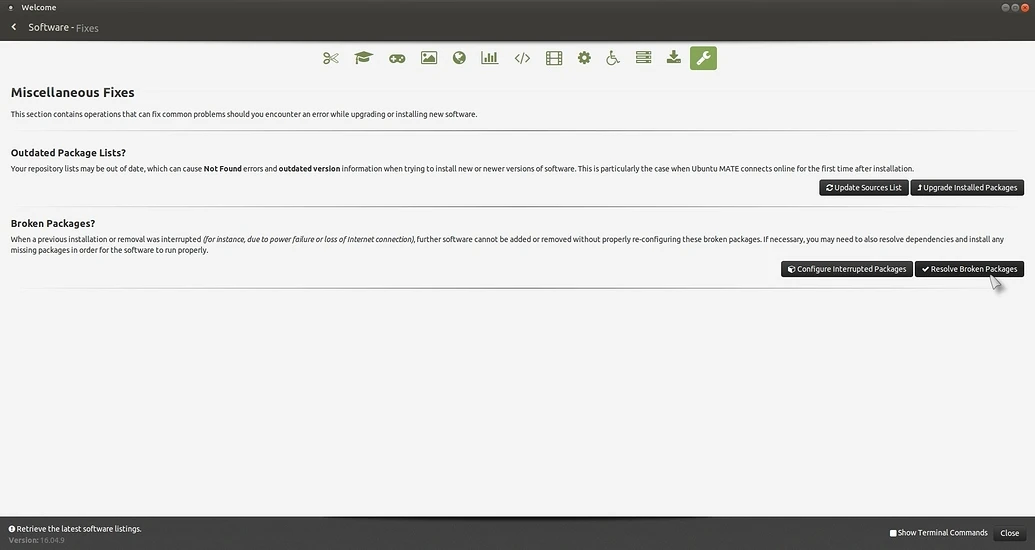 Welcome
Software - Fixes
Miscellaneous Fixes
This section contains operations that can fix common problems should you encounter an error while upgrading or installing new software.
Outdated Package Lists?
Your repository lists may be out of date, which can cause Not Found errors and outdated version information when trying to install new or newer versions of software. This is particularly the case when Ubuntu MATE connects online for the first time after installation.
Update Sources List Upgrade Installed Packages
Broken Packages?
When a previous installation or removal was interrupted (for instance, due to power failure or loss of Internet connection), further software cannot be added or removed without properly re-configuring these broken packages. If necessary, you may need to also resolve dependencies and install any
missing packages in order for the software to run properly.
Configure Interrupted Packages Resolve Broken Packages
Retrieve the latest software listings.
Version: 16.04.9
Show Terminal Commands Close